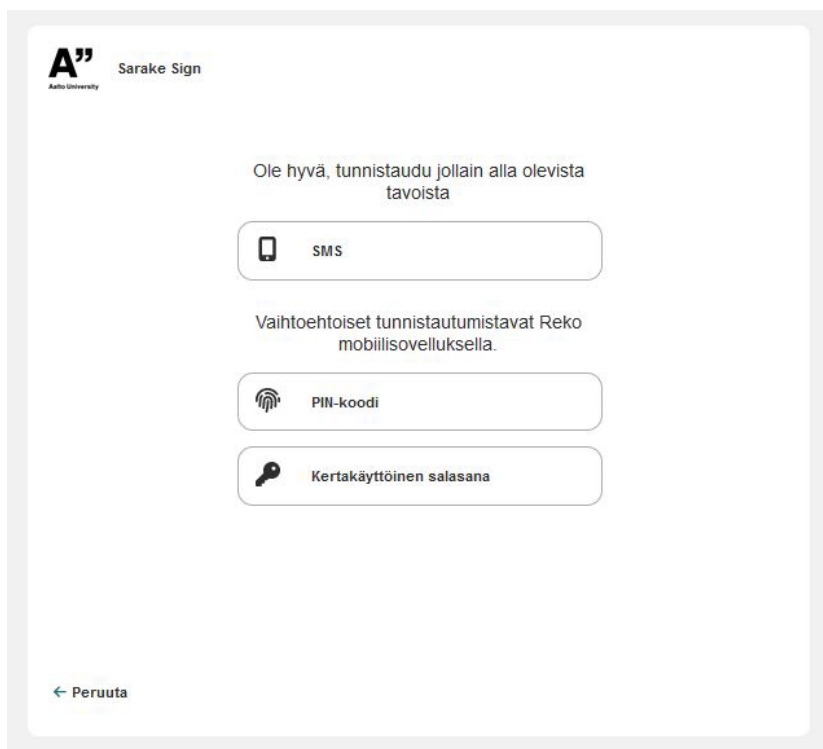 A”
Aalto University
Sarake Sign
Ole hyvä, tunnistaudu jollain alla olevista
tavoista
SMS
Vaihtoehtoiset tunnistautumistavat Reko
mobiilisovelluksella.
PIN-koodi
Kertakäyttöinen salasana
← Peruuta